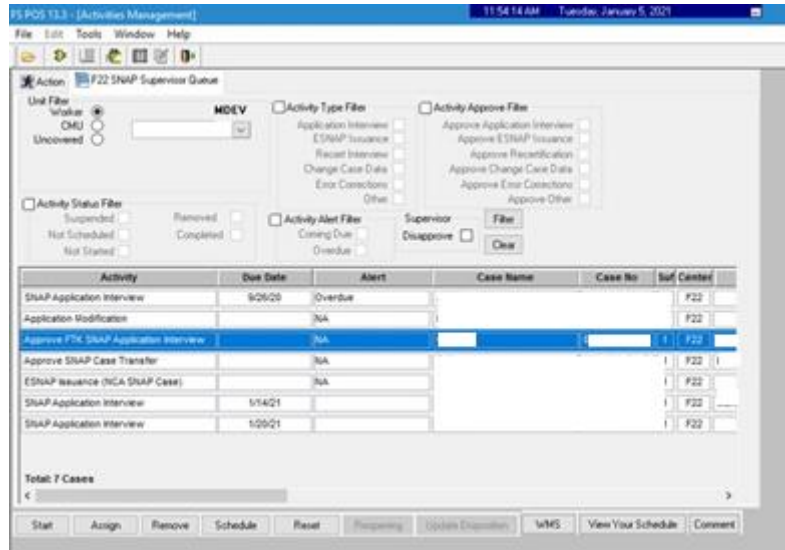 FS POS 13.3 - [Activities Management] 11:54:14 AM Tuesday, January 5, 2021
File Edit Tools Window Help
Action F22 SNAP Supervisor Queue
Unit Filter
Worker
CMU
Uncovered
MDEV
Activity Type Filter
Application Interview
ESNAP Issuance
Recert Interview
Change Case Data
Error Corrections
Other
Activity Approve Filter
Approve Application Interview
Approve ESNAP Issuance
Approve Recertification
Approve Change Case Data
Approve Error Corrections
Approve Other
Activity Status Filter
Suspended Removed
Not Scheduled Completed
Not Started
Activity Alert Filter
Coming Due
Overdue
Supervisor
Disapprove
Filter
Clear
Activity Due Date Alert Case Name Case No Suf Center
SNAP Application Interview 9/26/20 Overdue F22
Application Modification NA F22
Approve FTK SNAP Application Interview NA 1 F22
Approve SNAP Case Transfer NA F22
ESNAP Issuance (NCA SNAP Case) NA F22
SNAP Application Interview 1/14/21 F22
SNAP Application Interview 1/20/21 F22
Total: 7 Cases
Start Assign Remove Schedule Reset Reopening Update Disposition WMS View Your Schedule Comment